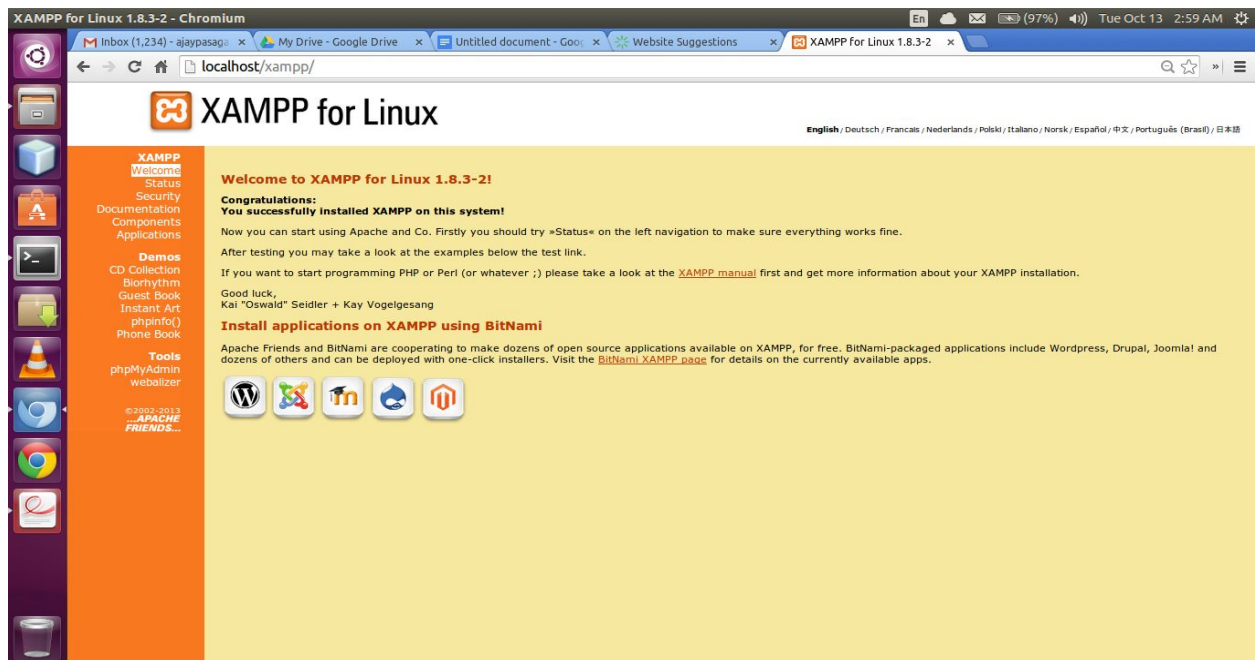 XAMPP for Linux 1.8.3-2 - Chromium
En (97%) Tue Oct 13 2:59 AM
Inbox (1,234) - ajaypasaga My Drive - Google Drive Untitled document - Goo Website Suggestions XAMPP for Linux 1.8.3-2
localhost/xampp/
XAMPP for Linux
English / Deutsch / Francais / Nederlands / Polski / Italiano / Norsk / Español / 中文 / Português (Brasil) / 日本語
XAMPP
Welcome
Status
Security
Documentation
Components
Applications
Demos
CD Collection
Biorhythm
Guest Book
Instant Art
phpinfo()
Phone Book
Tools
phpMyAdmin
webalizer
©2002-2013
...APACHE
FRIENDS...
Welcome to XAMPP for Linux 1.8.3-2!
Congratulations:
You successfully installed XAMPP on this system!
Now you can start using Apache and Co. Firstly you should try »Status« on the left navigation to make sure everything works fine.
After testing you may take a look at the examples below the test link.
If you want to start programming PHP or Perl (or whatever ;) please take a look at the XAMPP manual first and get more information about your XAMPP installation.
Good luck,
Kai "Oswald" Seidler + Kay Vogelgesang
Install applications on XAMPP using BitNami
Apache Friends and BitNami are cooperating to make dozens of open source applications available on XAMPP, for free. BitNami-packaged applications include Wordpress, Drupal, Joomla! and
dozens of others and can be deployed with one-click installers. Visit the BitNami XAMPP page for details on the currently available apps.